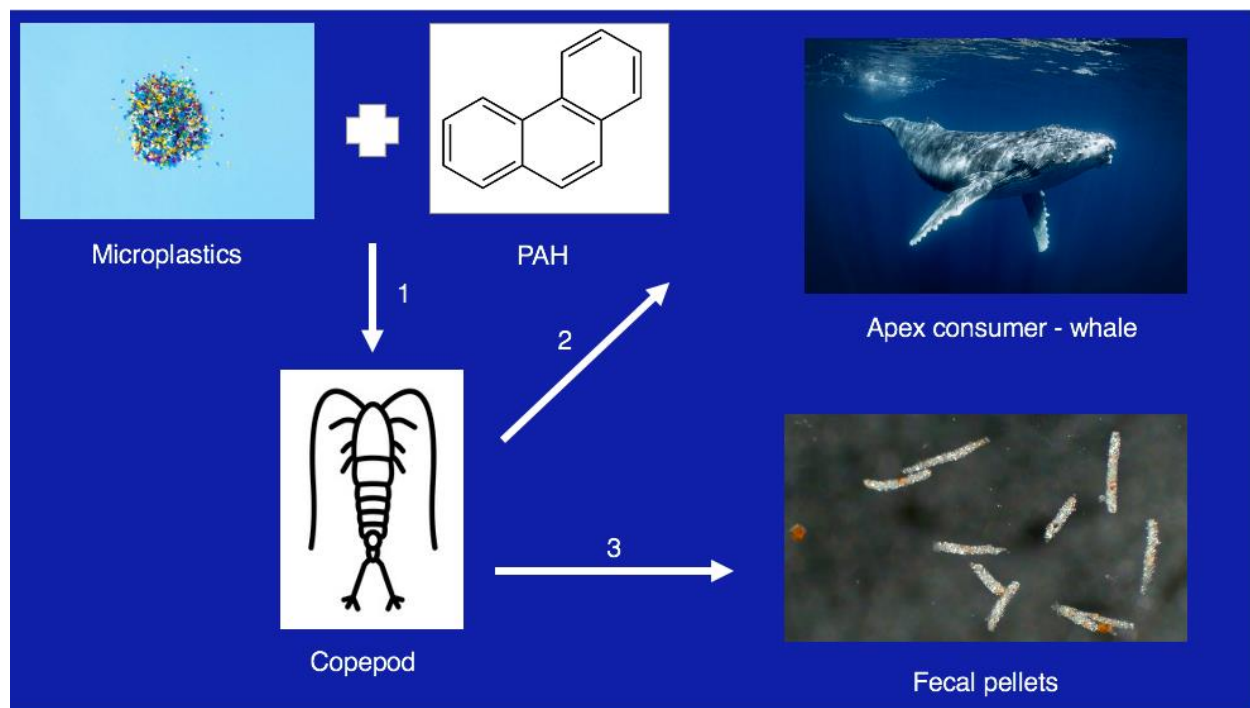 Microplastics
PAH
1
2
Apex consumer - whale
3
Copepod
Fecal pellets